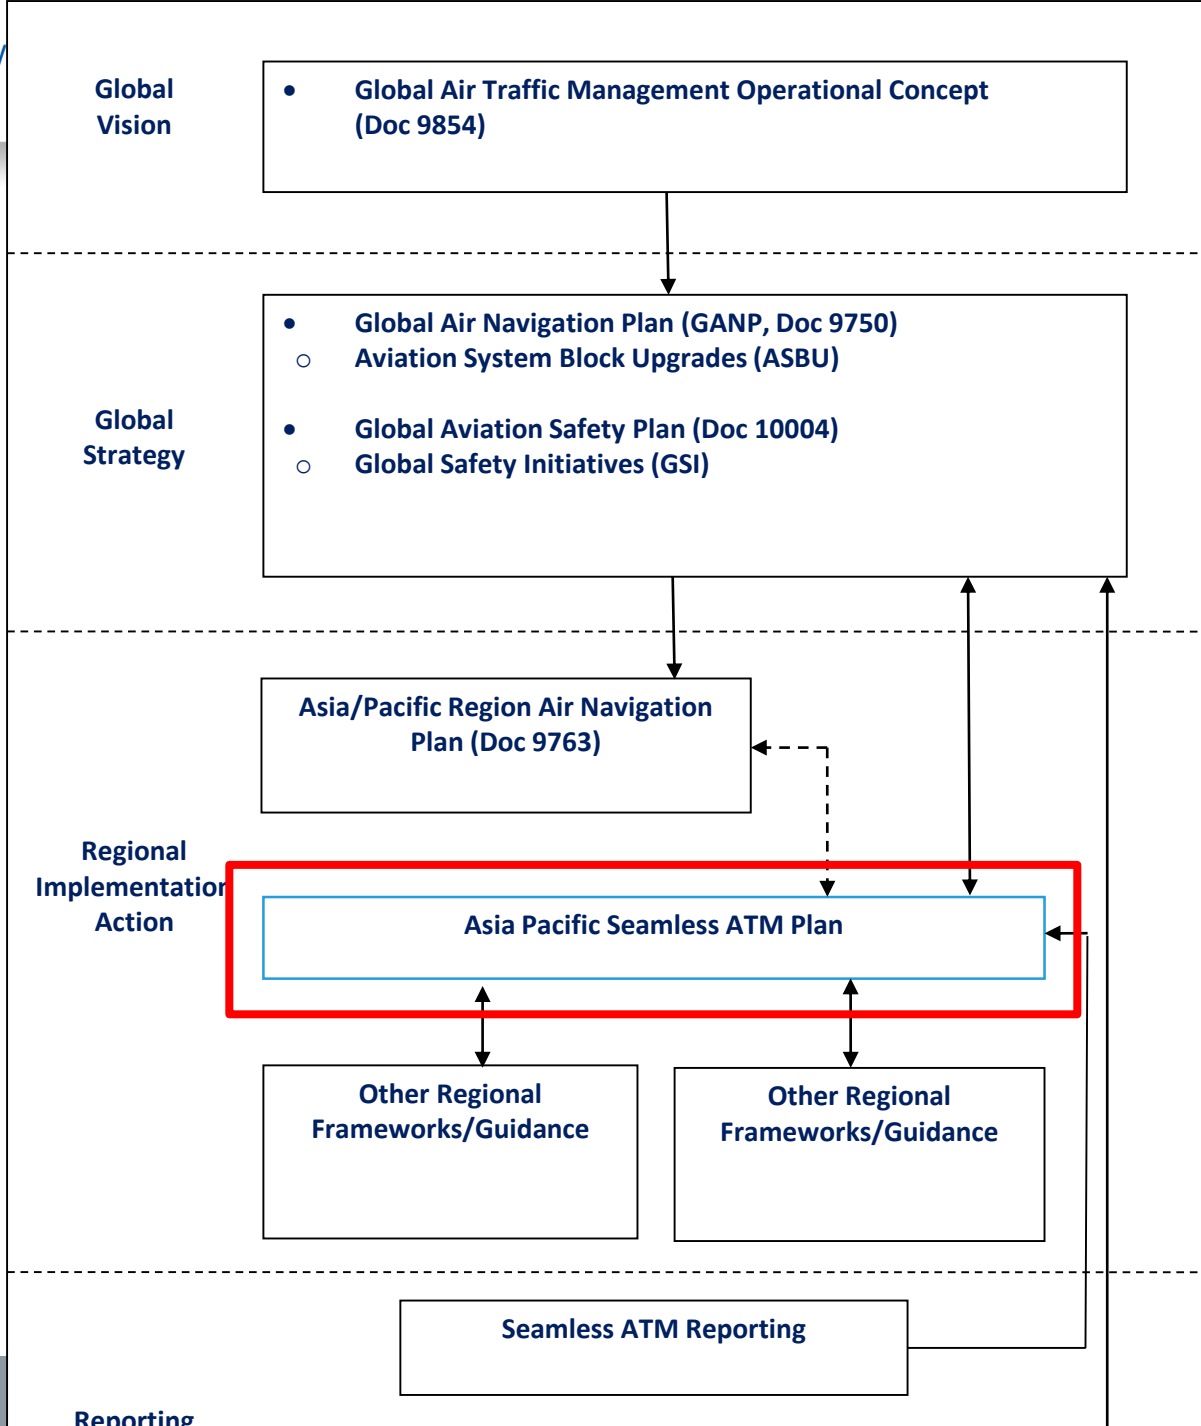 Global
Vision
• Global Air Traffic Management Operational Concept
(Doc 9854)
• Global Air Navigation Plan (GANP, Doc 9750)
o Aviation System Block Upgrades (ASBU)
Global
Strategy
• Global Aviation Safety Plan (Doc 10004)
o Global Safety Initiatives (GSI)
Asia/Pacific Region Air Navigation
Plan (Doc 9763)
Regional
Implementation
Action
Asia Pacific Seamless ATM Plan
Other Regional
Frameworks/Guidance
Other Regional
Frameworks/Guidance
Seamless ATM Reporting
Reporting